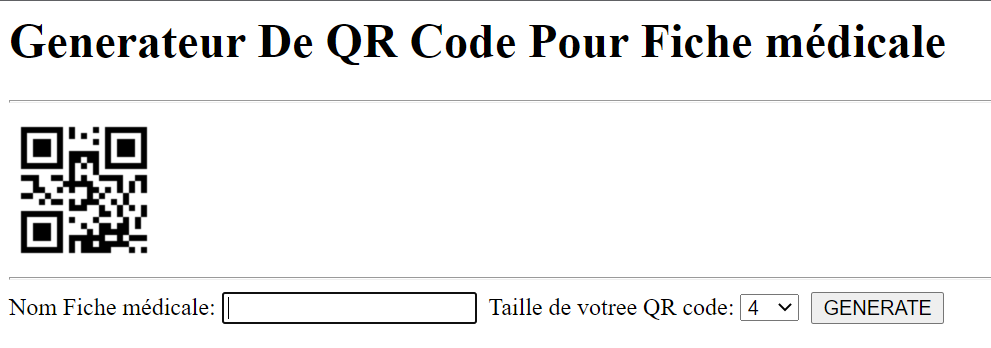 Generateur De QR Code Pour Fiche médicale
Nom Fiche médicale: Taille de votree QR code: 4 GENERATE